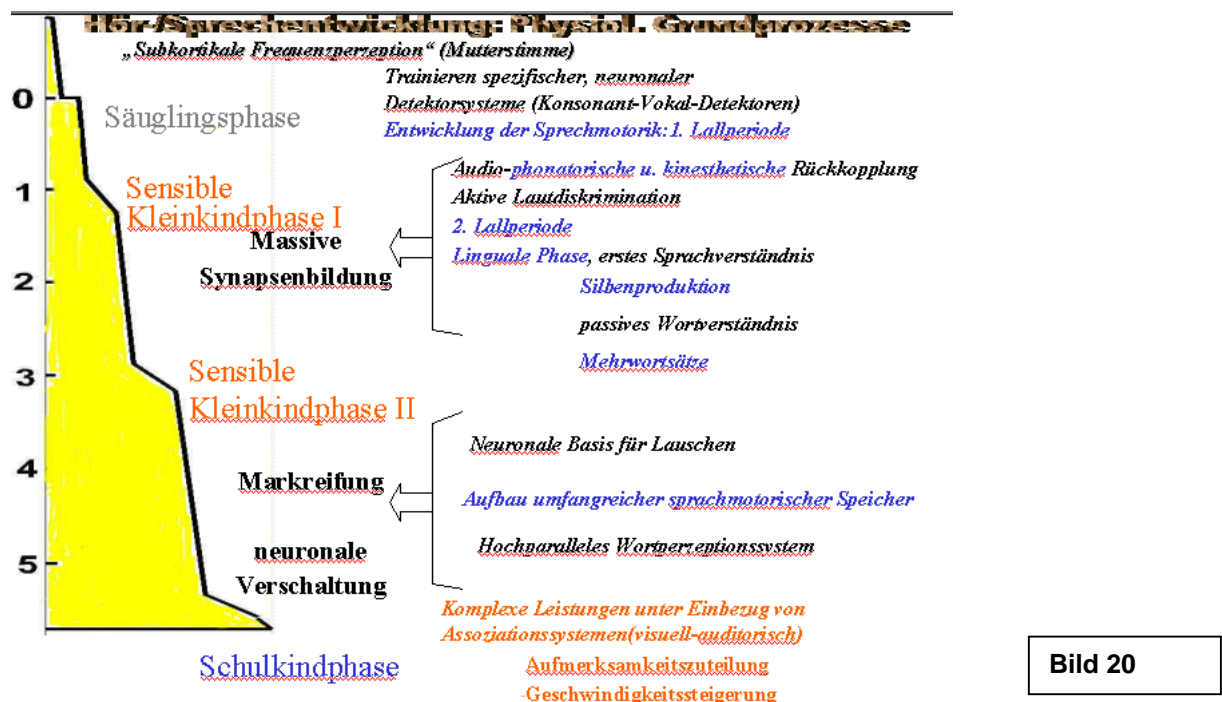 Hör-/Sprechentwicklung: Physiol. Grundprozesse
„Subkortikale Frequenzperzeption“ (Mutterstimme)
Trainieren spezifischer, neuronaler
Detektorsysteme (Konsonant-Vokal-Detektoren)
Entwicklung der Sprechmotorik: 1. Lallperiode
0
Säuglingsphase
Audio-phonatorische u. kinesthetische Rückkopplung
Aktive Lautdiskrimination
2. Lallperiode
Linguale Phase, erstes Sprachverständnis
Silbenproduktion
passives Wortverständnis
Mehrwortsätze
1
Sensible
Kleinkindphase I
Massive
Synapsenbildung
2
3
Sensible
Kleinkindphase II
Neuronale Basis für Lauschen
Aufbau umfangreicher sprachmotorischer Speicher
Hochparalleles Wortperzeptionssystem
4
Markreifung
neuronale
Verschaltung
5
Komplexe Leistungen unter Einbezug von
Assoziationssystemen(visuell-auditorisch)
Schulkindphase
Aufmerksamkeitszuteilung
-Geschwindigkeitssteigerung
Bild 20